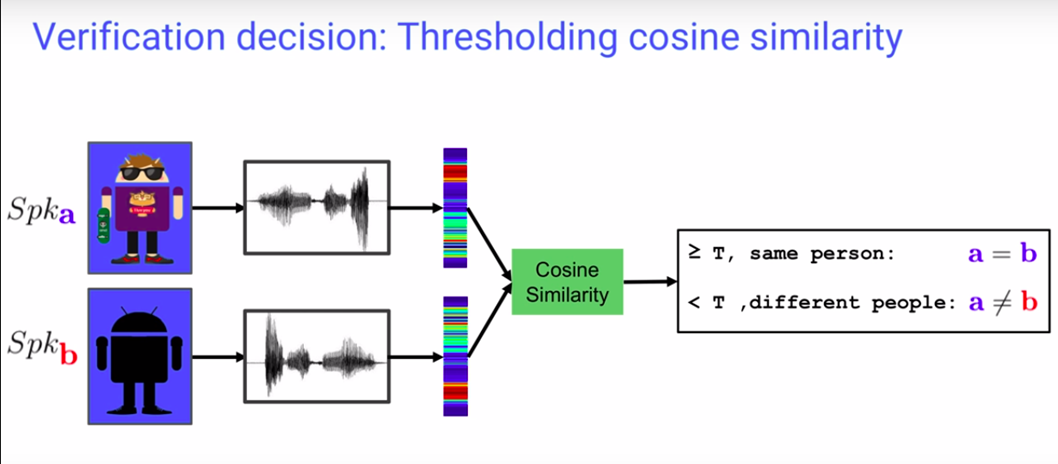 Verification decision: Thresholding cosine similarity
Spka
Cosine
Similarity
≥ T, same person: a = b
< T ,different people: a ≠ b
Spkb